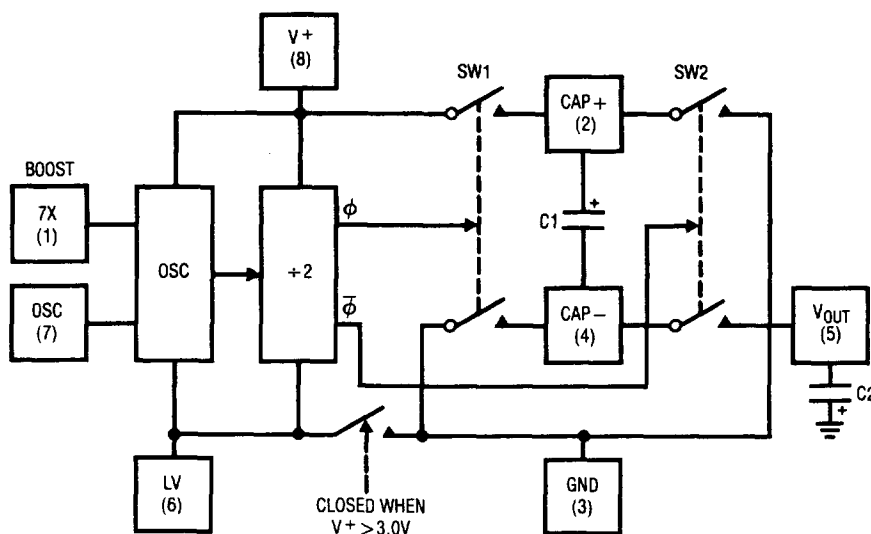 V+
(8)
SW1
SW2
CAP+
(2)
BOOST
7X
(1)
OSC
÷2
φ
C1
+
OSC
(7)
φ̅
CAP−
(4)
VOUT
(5)
C2
+
LV
(6)
CLOSED WHEN
V+ > 3.0V
GND
(3)